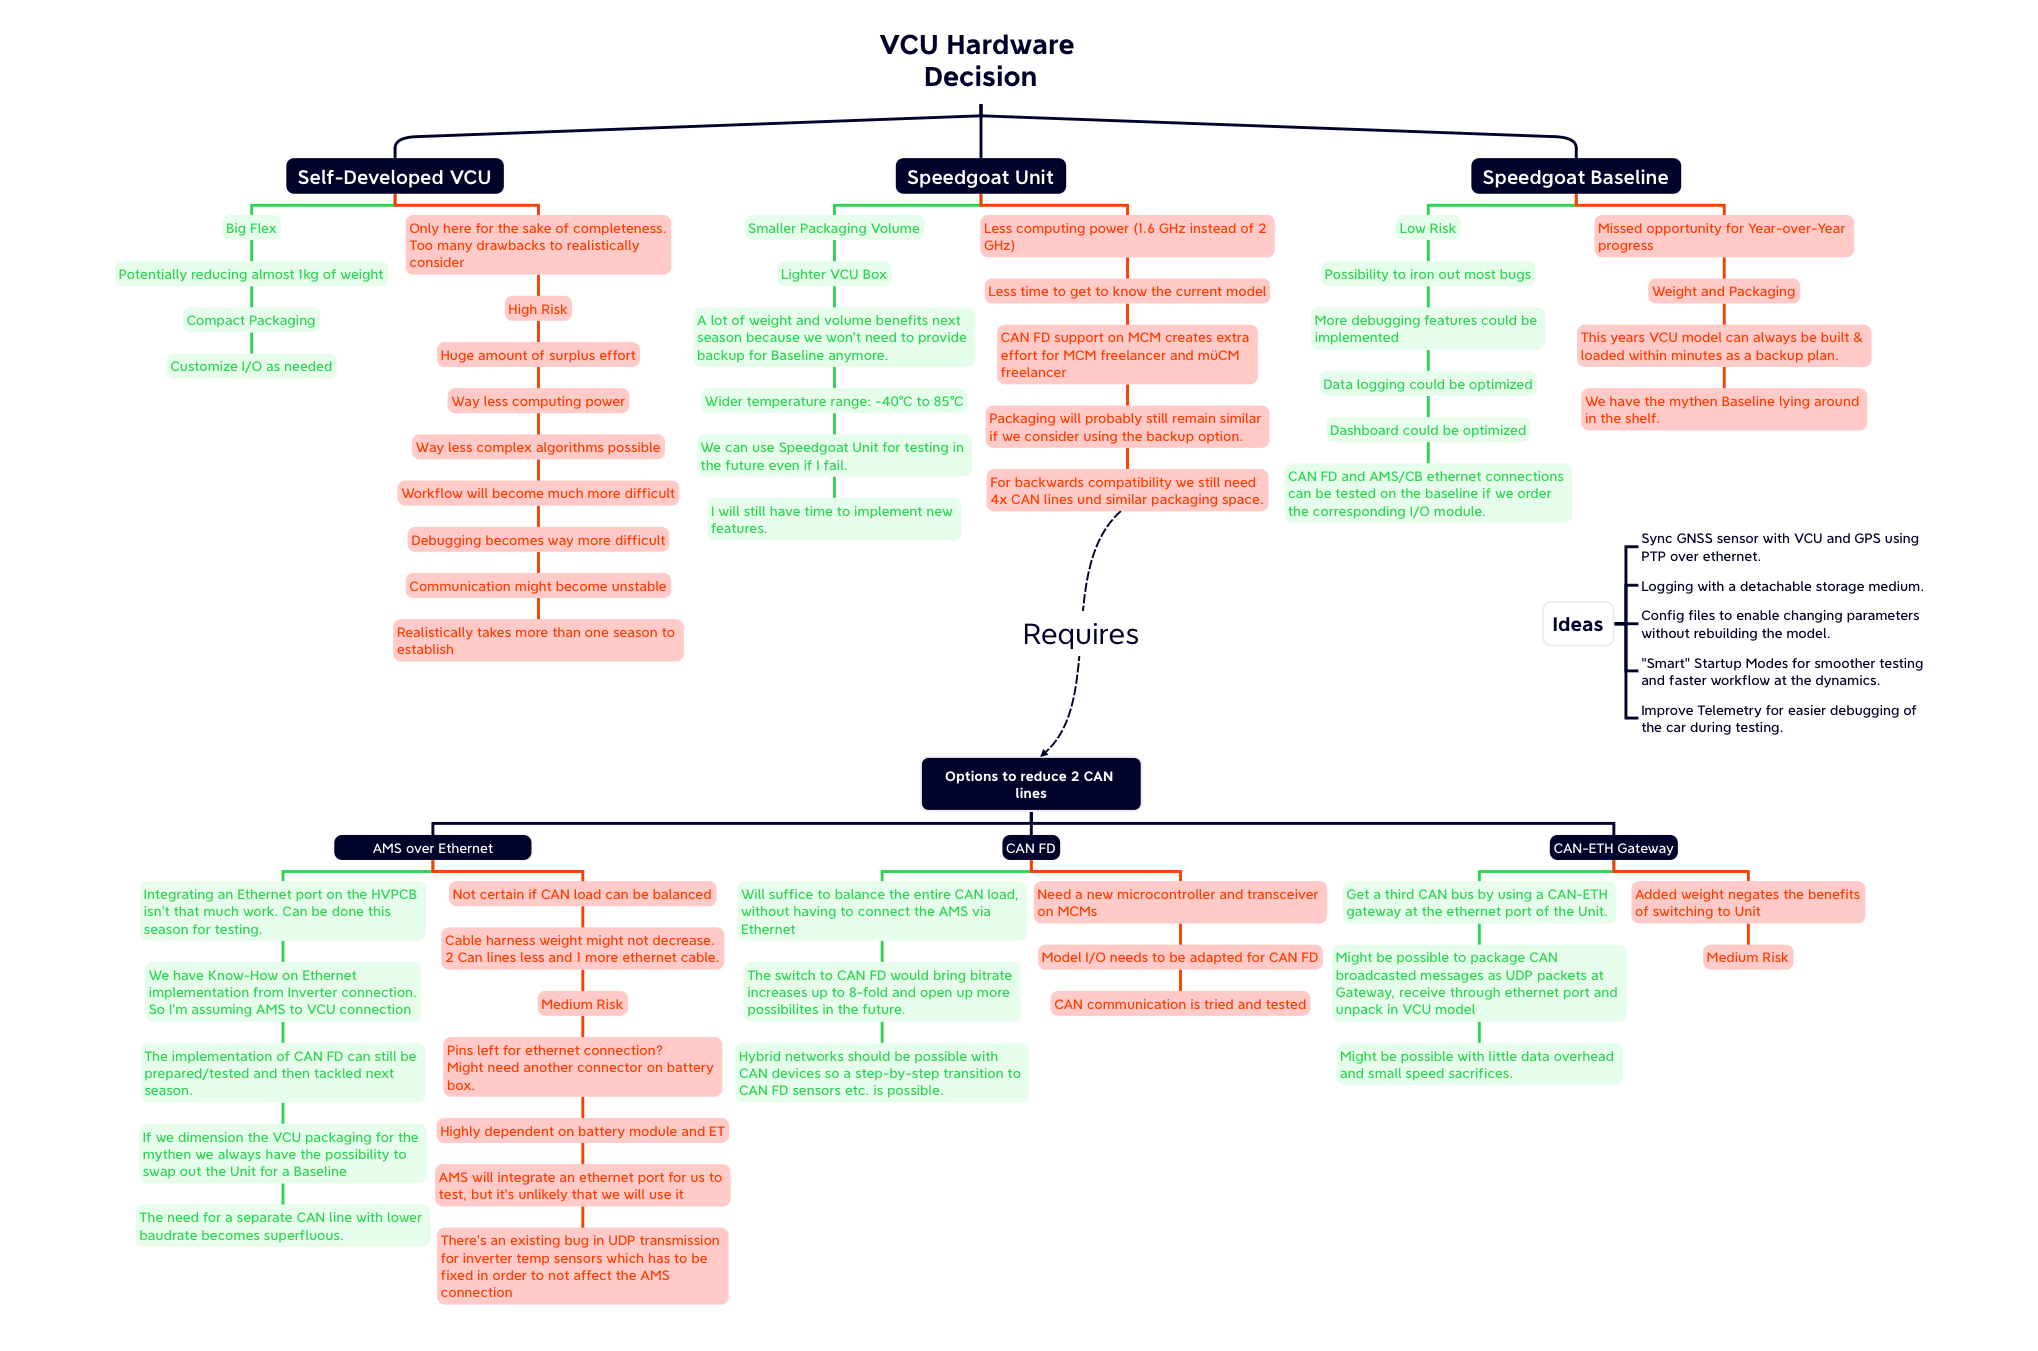 VCU Hardware
Decision
Self-Developed VCU
Big Flex
Potentially reducing almost 1kg of weight
Compact Packaging
Customize I/O as needed
Only here for the sake of completeness.
Too many drawbacks to realistically
consider
High Risk
Huge amount of surplus effort
Way less computing power
Way less complex algorithms possible
Workflow will become much more difficult
Debugging becomes way more difficult
Communication might become unstable
Realistically takes more than one season to
establish
Speedgoat Unit
Smaller Packaging Volume
Lighter VCU Box
A lot of weight and volume benefits next
season because we won't need to provide
backup for Baseline anymore.
Wider temperature range: -40°C to 85°C
We can use Speedgoat Unit for testing in
the future even if I fail.
I will still have time to implement new
features.
Less computing power (1.6 GHz instead of 2
GHz)
Less time to get to know the current model
CAN FD support on MCM creates extra
effort for MCM freelancer and müCM
freelancer
Packaging will probably still remain similar
if we consider using the backup option.
For backwards compatibility we still need
4x CAN lines und similar packaging space.
Speedgoat Baseline
Low Risk
Possibility to iron out most bugs
More debugging features could be
implemented
Data logging could be optimized
Dashboard could be optimized
CAN FD and AMS/CB ethernet connections
can be tested on the baseline if we order
the corresponding I/O module.
Missed opportunity for Year-over-Year
progress
Weight and Packaging
This years VCU model can always be built &
loaded within minutes as a backup plan.
We have the mythen Baseline lying around
in the shelf.
Ideas
Sync GNSS sensor with VCU and GPS using
PTP over ethernet.
Logging with a detachable storage medium.
Config files to enable changing parameters
without rebuilding the model.
"Smart" Startup Modes for smoother testing
and faster workflow at the dynamics.
Improve Telemetry for easier debugging of
the car during testing.
Requires
Options to reduce 2 CAN
lines
AMS over Ethernet
Integrating an Ethernet port on the HVPCB
isn't that much work. Can be done this
season for testing.
We have Know-How on Ethernet
implementation from Inverter connection.
So I'm assuming AMS to VCU connection
The implementation of CAN FD can still be
prepared/tested and then tackled next
season.
If we dimension the VCU packaging for the
mythen we always have the possibility to
swap out the Unit for a Baseline
The need for a separate CAN line with lower
baudrate becomes superfluous.
Not certain if CAN load can be balanced
Cable harness weight might not decrease.
2 Can lines less and 1 more ethernet cable.
Medium Risk
Pins left for ethernet connection?
Might need another connector on battery
box.
Highly dependent on battery module and ET
AMS will integrate an ethernet port for us to
test, but it's unlikely that we will use it
There's an existing bug in UDP transmission
for inverter temp sensors which has to be
fixed in order to not affect the AMS
connection
CAN FD
Will suffice to balance the entire CAN load,
without having to connect the AMS via
Ethernet
The switch to CAN FD would bring bitrate
increases up to 8-fold and open up more
possibilites in the future.
Hybrid networks should be possible with
CAN devices so a step-by-step transition to
CAN FD sensors etc. is possible.
Need a new microcontroller and transceiver
on MCMs
Model I/O needs to be adapted for CAN FD
CAN communication is tried and tested
CAN-ETH Gateway
Get a third CAN bus by using a CAN-ETH
gateway at the ethernet port of the Unit.
Might be possible to package CAN
broadcasted messages as UDP packets at
Gateway, receive through ethernet port and
unpack in VCU model
Might be possible with little data overhead
and small speed sacrifices.
Added weight negates the benefits
of switching to Unit
Medium Risk